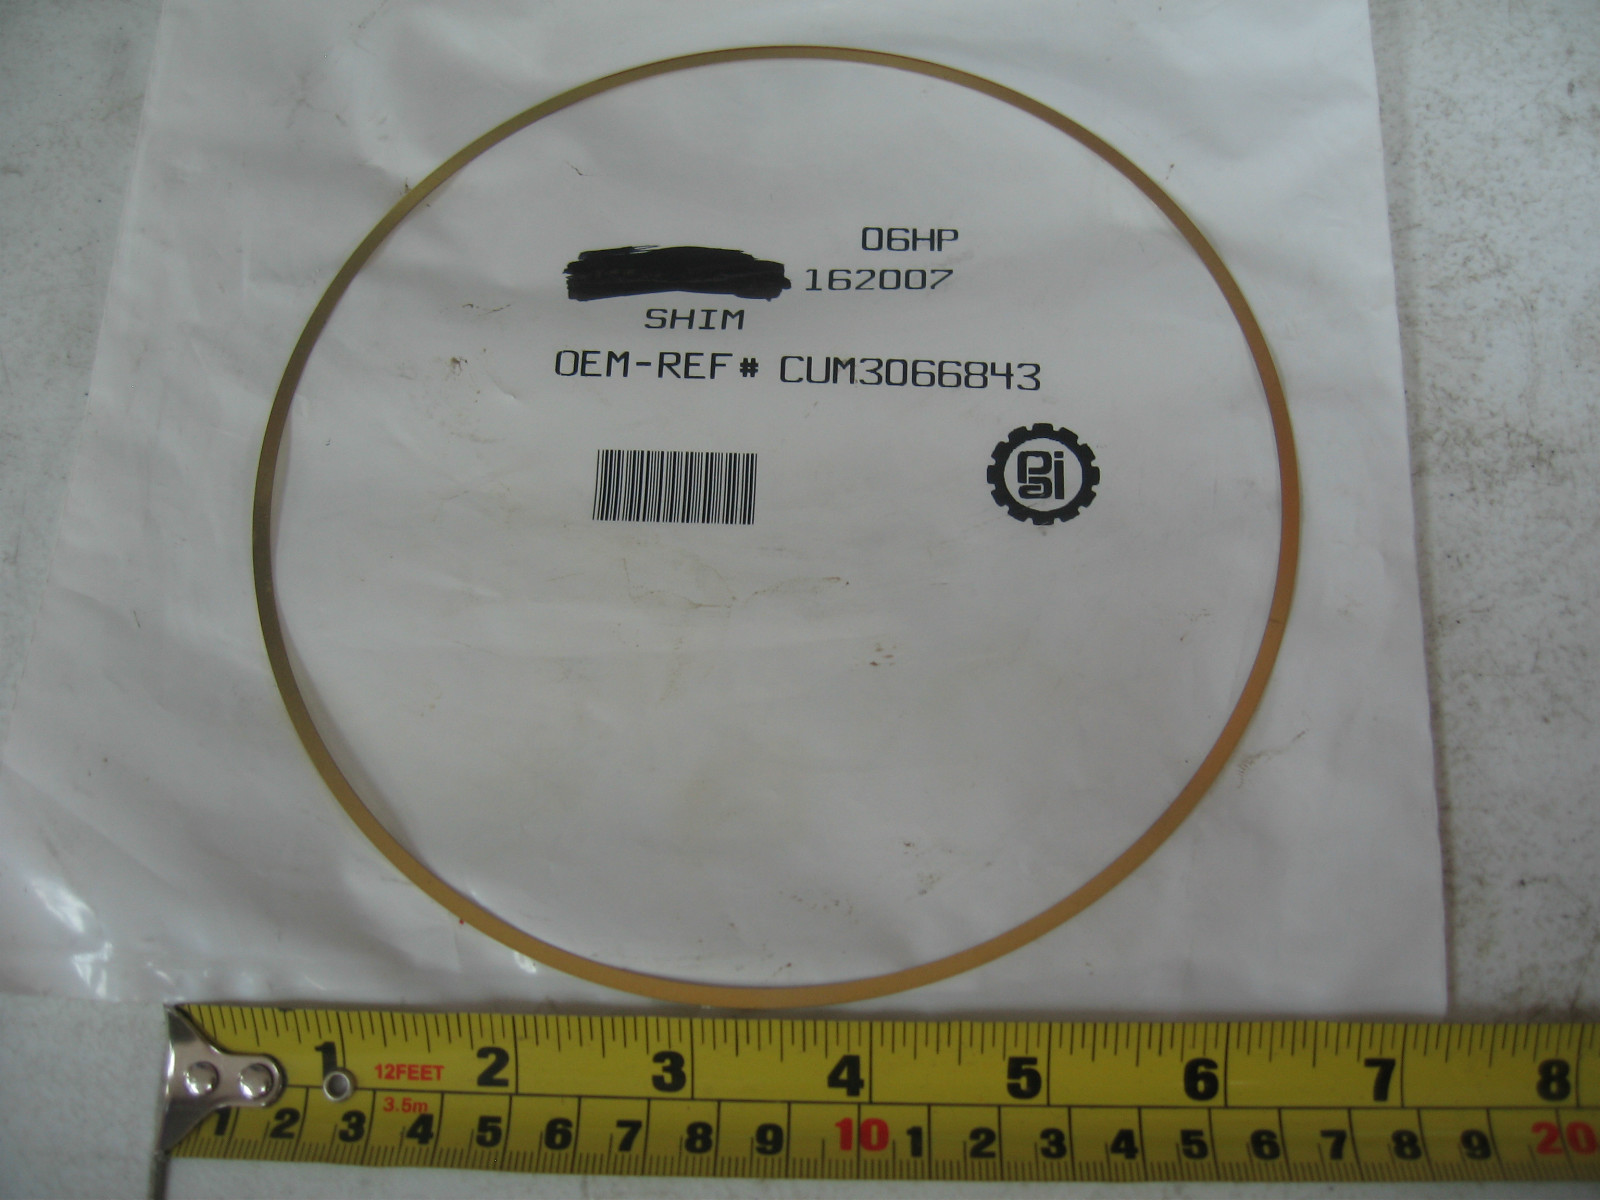 06HP
162007
SHIM
OEM-REF# CUM3066843
pai
1 2 3 4 5 6 7 8
12FEET
3.5m
1 2 3 4 5 6 7 8 9 10 1 2 3 4 5 6 7 8 9 20